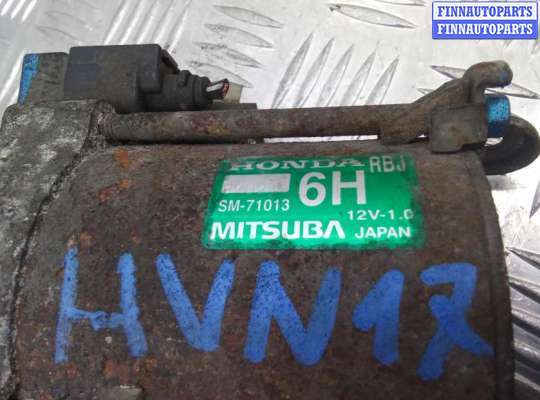 FINNAUTOPARTS
FINNAUTOPARTS
HONDA RBJ
6H
SM-71013
12V-1.0
MITSUBA JAPAN
HVN17